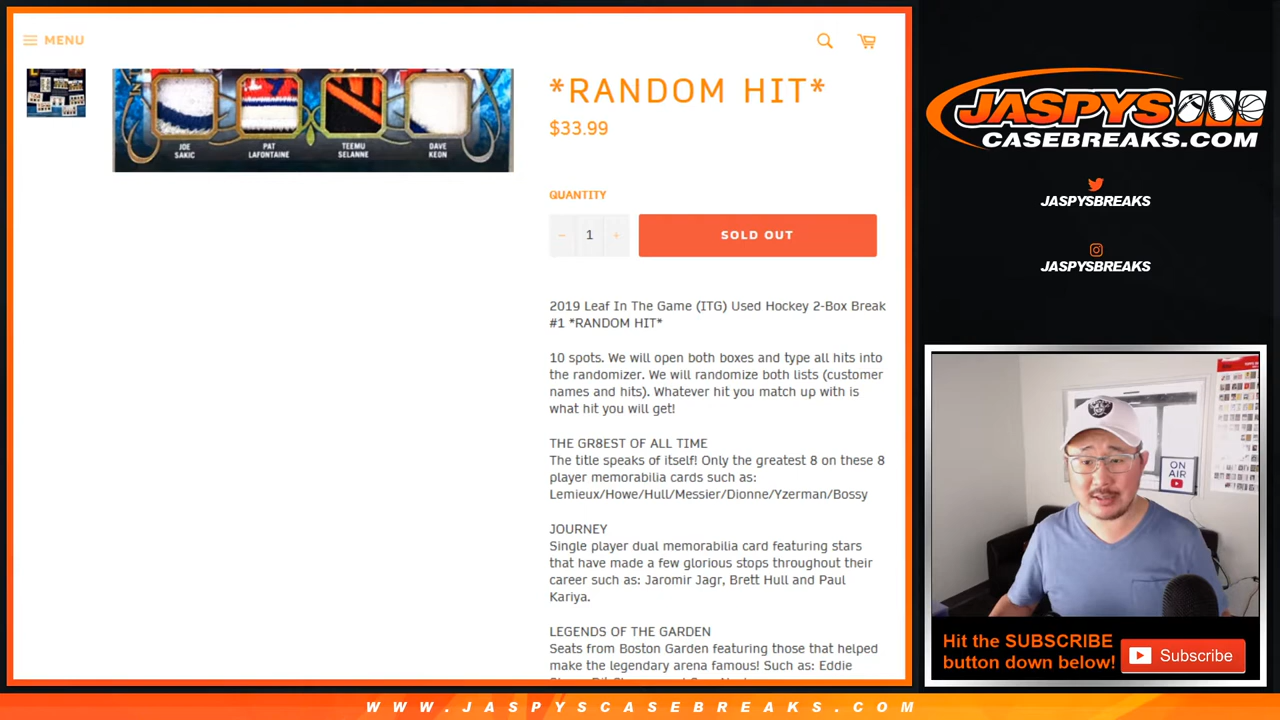 MENU
*RANDOM HIT*
$33.99
JOE SAKIC
PAT LAFONTAINE
TEEMU SELANNE
DAVE KEON
QUANTITY
− 1 +
SOLD OUT
2019 Leaf In The Game (ITG) Used Hockey 2-Box Break
#1 *RANDOM HIT*
10 spots. We will open both boxes and type all hits into
the randomizer. We will randomize both lists (customer
names and hits). Whatever hit you match up with is
what hit you will get!
THE GR8EST OF ALL TIME
The title speaks of itself! Only the greatest 8 on these 8
player memorabilia cards such as:
Lemieux/Howe/Hull/Messier/Dionne/Yzerman/Bossy
JOURNEY
Single player dual memorabilia card featuring stars
that have made a few glorious stops throughout their
career such as: Jaromir Jagr, Brett Hull and Paul
Kariya.
LEGENDS OF THE GARDEN
Seats from Boston Garden featuring those that helped
make the legendary arena famous! Such as: Eddie
JASPYS
CASEBREAKS.COM
JASPYSBREAKS
JASPYSBREAKS
ON
AIR
Hit the SUBSCRIBE
button down below!
Subscribe
WWW.JASPYSCASEBREAKS.COM